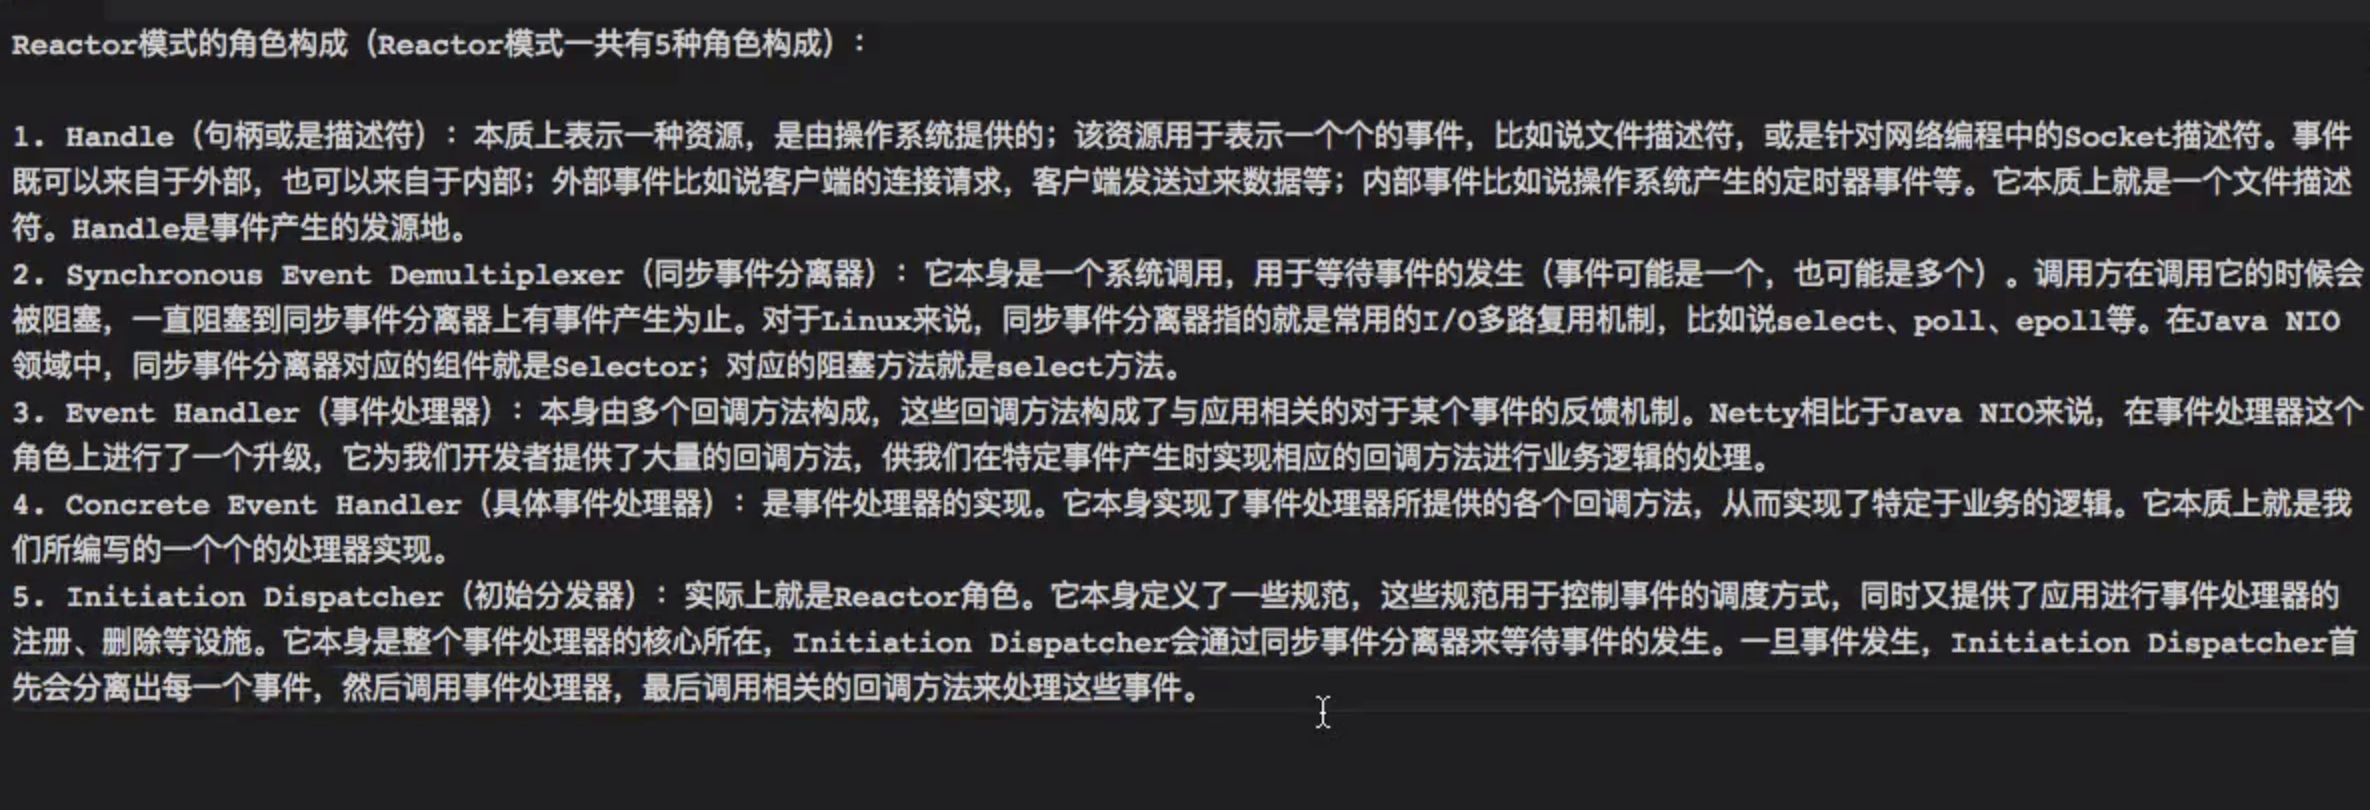 Reactor模式的角色构成（Reactor模式一共有5种角色构成）：
1. Handle（句柄或是描述符）：本质上表示一种资源，是由操作系统提供的；该资源用于表示一个个的事件，比如说文件描述符，或是针对网络编程中的Socket描述符。事件
既可以来自于外部，也可以来自于内部；外部事件比如说客户端的连接请求，客户端发送过来数据等；内部事件比如说操作系统产生的定时器事件等。它本质上就是一个文件描述
符。Handle是事件产生的发源地。
2. Synchronous Event Demultiplexer（同步事件分离器）：它本身是一个系统调用，用于等待事件的发生（事件可能是一个，也可能是多个）。调用方在调用它的时候会
被阻塞，一直阻塞到同步事件分离器上有事件产生为止。对于Linux来说，同步事件分离器指的就是常用的I/O多路复用机制，比如说select、poll、epoll等。在Java NIO
领域中，同步事件分离器对应的组件就是Selector；对应的阻塞方法就是select方法。
3. Event Handler（事件处理器）：本身由多个回调方法构成，这些回调方法构成了与应用相关的对于某个事件的反馈机制。Netty相比于Java NIO来说，在事件处理器这个
角色上进行了一个升级，它为我们开发者提供了大量的回调方法，供我们在特定事件产生时实现相应的回调方法进行业务逻辑的处理。
4. Concrete Event Handler（具体事件处理器）：是事件处理器的实现。它本身实现了事件处理器所提供的各个回调方法，从而实现了特定于业务的逻辑。它本质上就是我
们所编写的一个个的处理器实现。
5. Initiation Dispatcher（初始分发器）：实际上就是Reactor角色。它本身定义了一些规范，这些规范用于控制事件的调度方式，同时又提供了应用进行事件处理器的
注册、删除等设施。它本身是整个事件处理器的核心所在，Initiation Dispatcher会通过同步事件分离器来等待事件的发生。一旦事件发生，Initiation Dispatcher首
先会分离出每一个事件，然后调用事件处理器，最后调用相关的回调方法来处理这些事件。